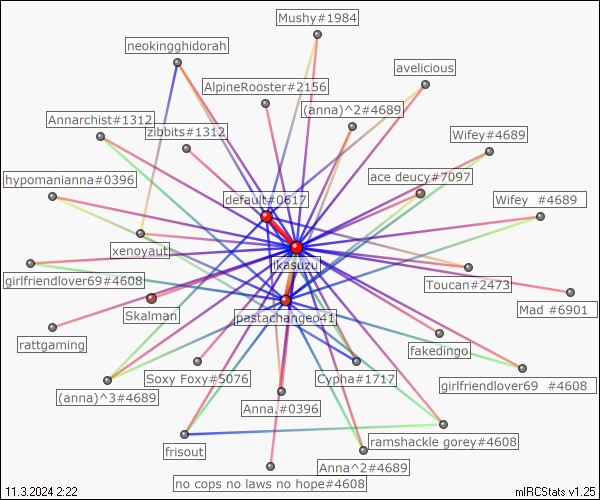 Mushy#1984
neokingghidorah
avelicious
AlpineRooster#2156
(anna)^2#4689
Annarchist#1312
zibbits#1312
Wifey#4689
ace deucy#7097
hypomanianna#0396
default#0617
Wifey #4689
xenoyaut
ikasuzu
girlfriendlover69#4608
Toucan#2473
Mad #6901
Skalman
pastachangeo41
rattgaming
fakedingo
Soxy Foxy#5076
Cypha#1717
girlfriendlover69 #4608
(anna)^3#4689
Anna.#0396
ramshackle gorey#4608
frisout
Anna^2#4689
no cops no laws no hope#4608
11.3.2024 2:22
mIRCStats v1.25